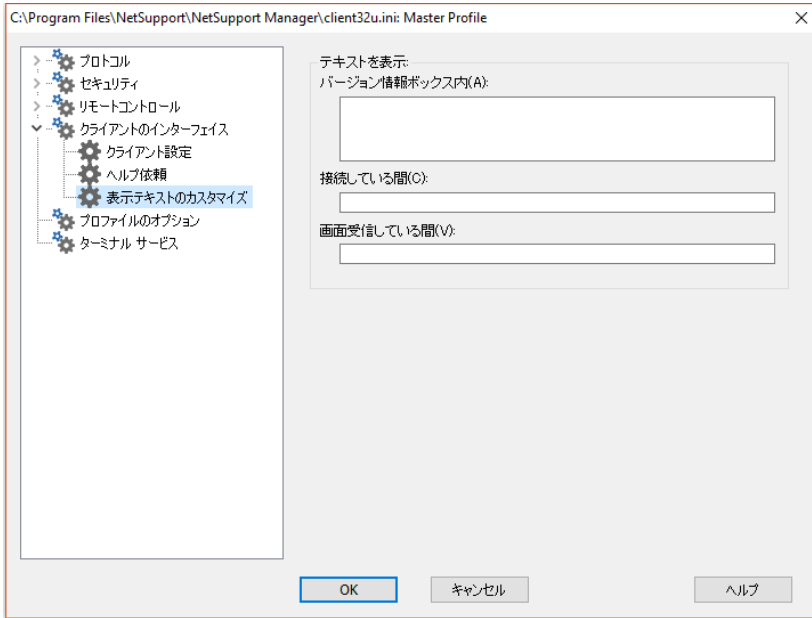 C:\Program Files\NetSupport\NetSupport Manager\client32u.ini: Master Profile
プロトコル
セキュリティ
リモートコントロール
クライアントのインターフェイス
クライアント設定
ヘルプ依頼
表示テキストのカスタマイズ
プロファイルのオプション
ターミナル サービス
テキストを表示:
バージョン情報ボックス内(A):
接続している間(C):
画面受信している間(V):
OK
キャンセル
ヘルプ